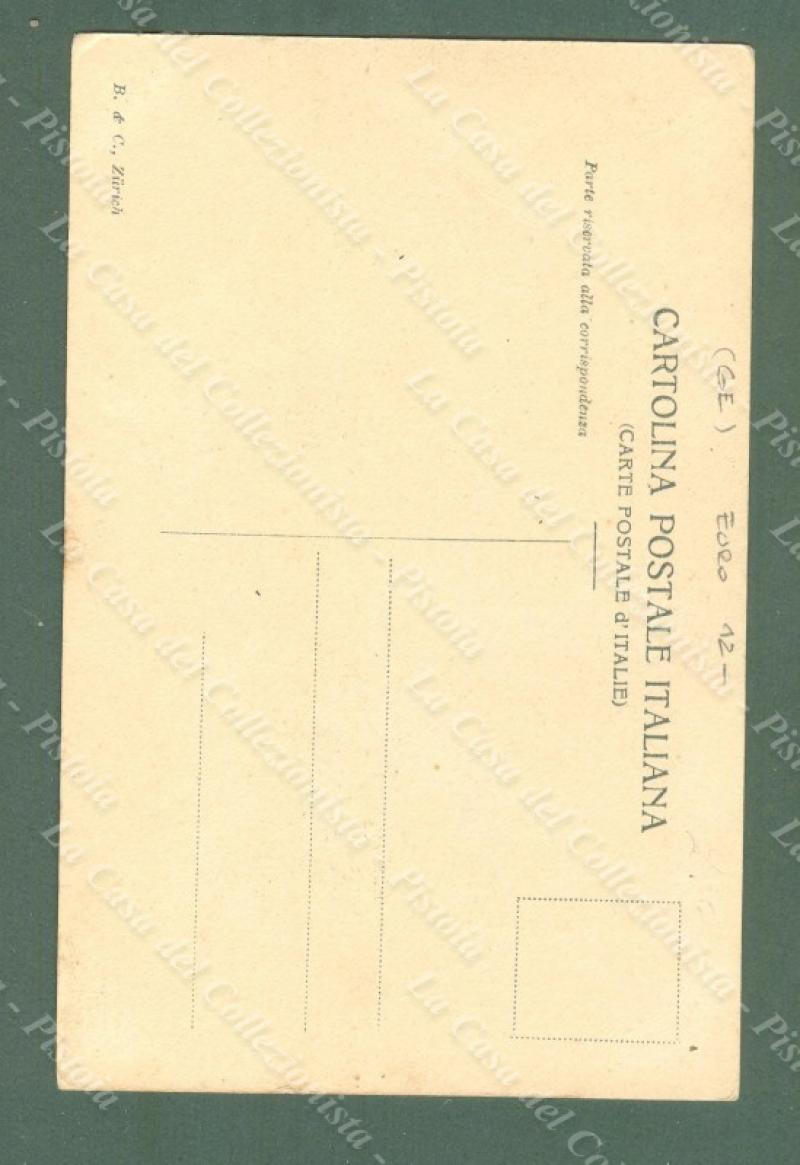 (GE) EURO 12-
CARTOLINA POSTALE ITALIANA
(CARTE POSTALE d'ITALIE)
Parte riservata alla corrispondenza
B. & C., Zürich
La Casa del Collezionista - Pistoia